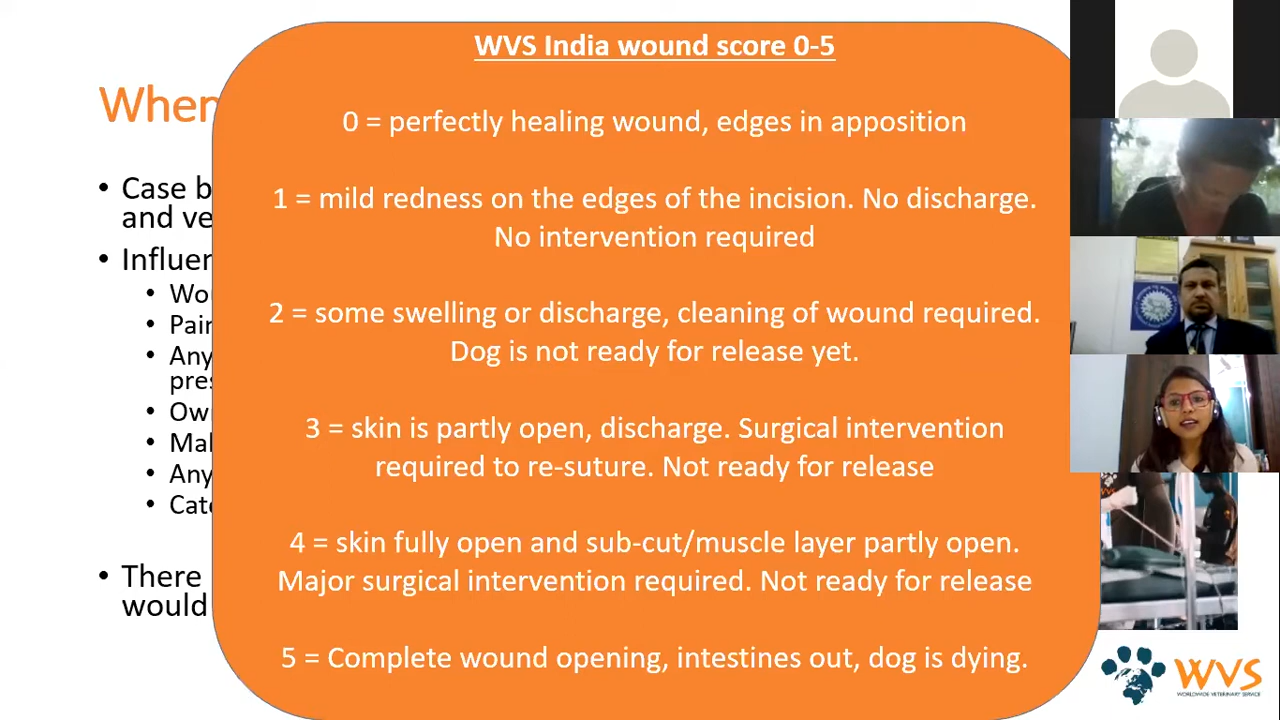 WVS India wound score 0-5
0 = perfectly healing wound, edges in apposition
1 = mild redness on the edges of the incision. No discharge.
No intervention required
2 = some swelling or discharge, cleaning of wound required.
Dog is not ready for release yet.
3 = skin is partly open, discharge. Surgical intervention
required to re-suture. Not ready for release
4 = skin fully open and sub-cut/muscle layer partly open.
Major surgical intervention required. Not ready for release
5 = Complete wound opening, intestines out, dog is dying.
When
• Case b
and ve
• Influen
• Wou
• Pain
• Any
pres
• Own
• Mal
• Any
• Cate
• There
would
WVS
WORLDWIDE VETERINARY SERVICE